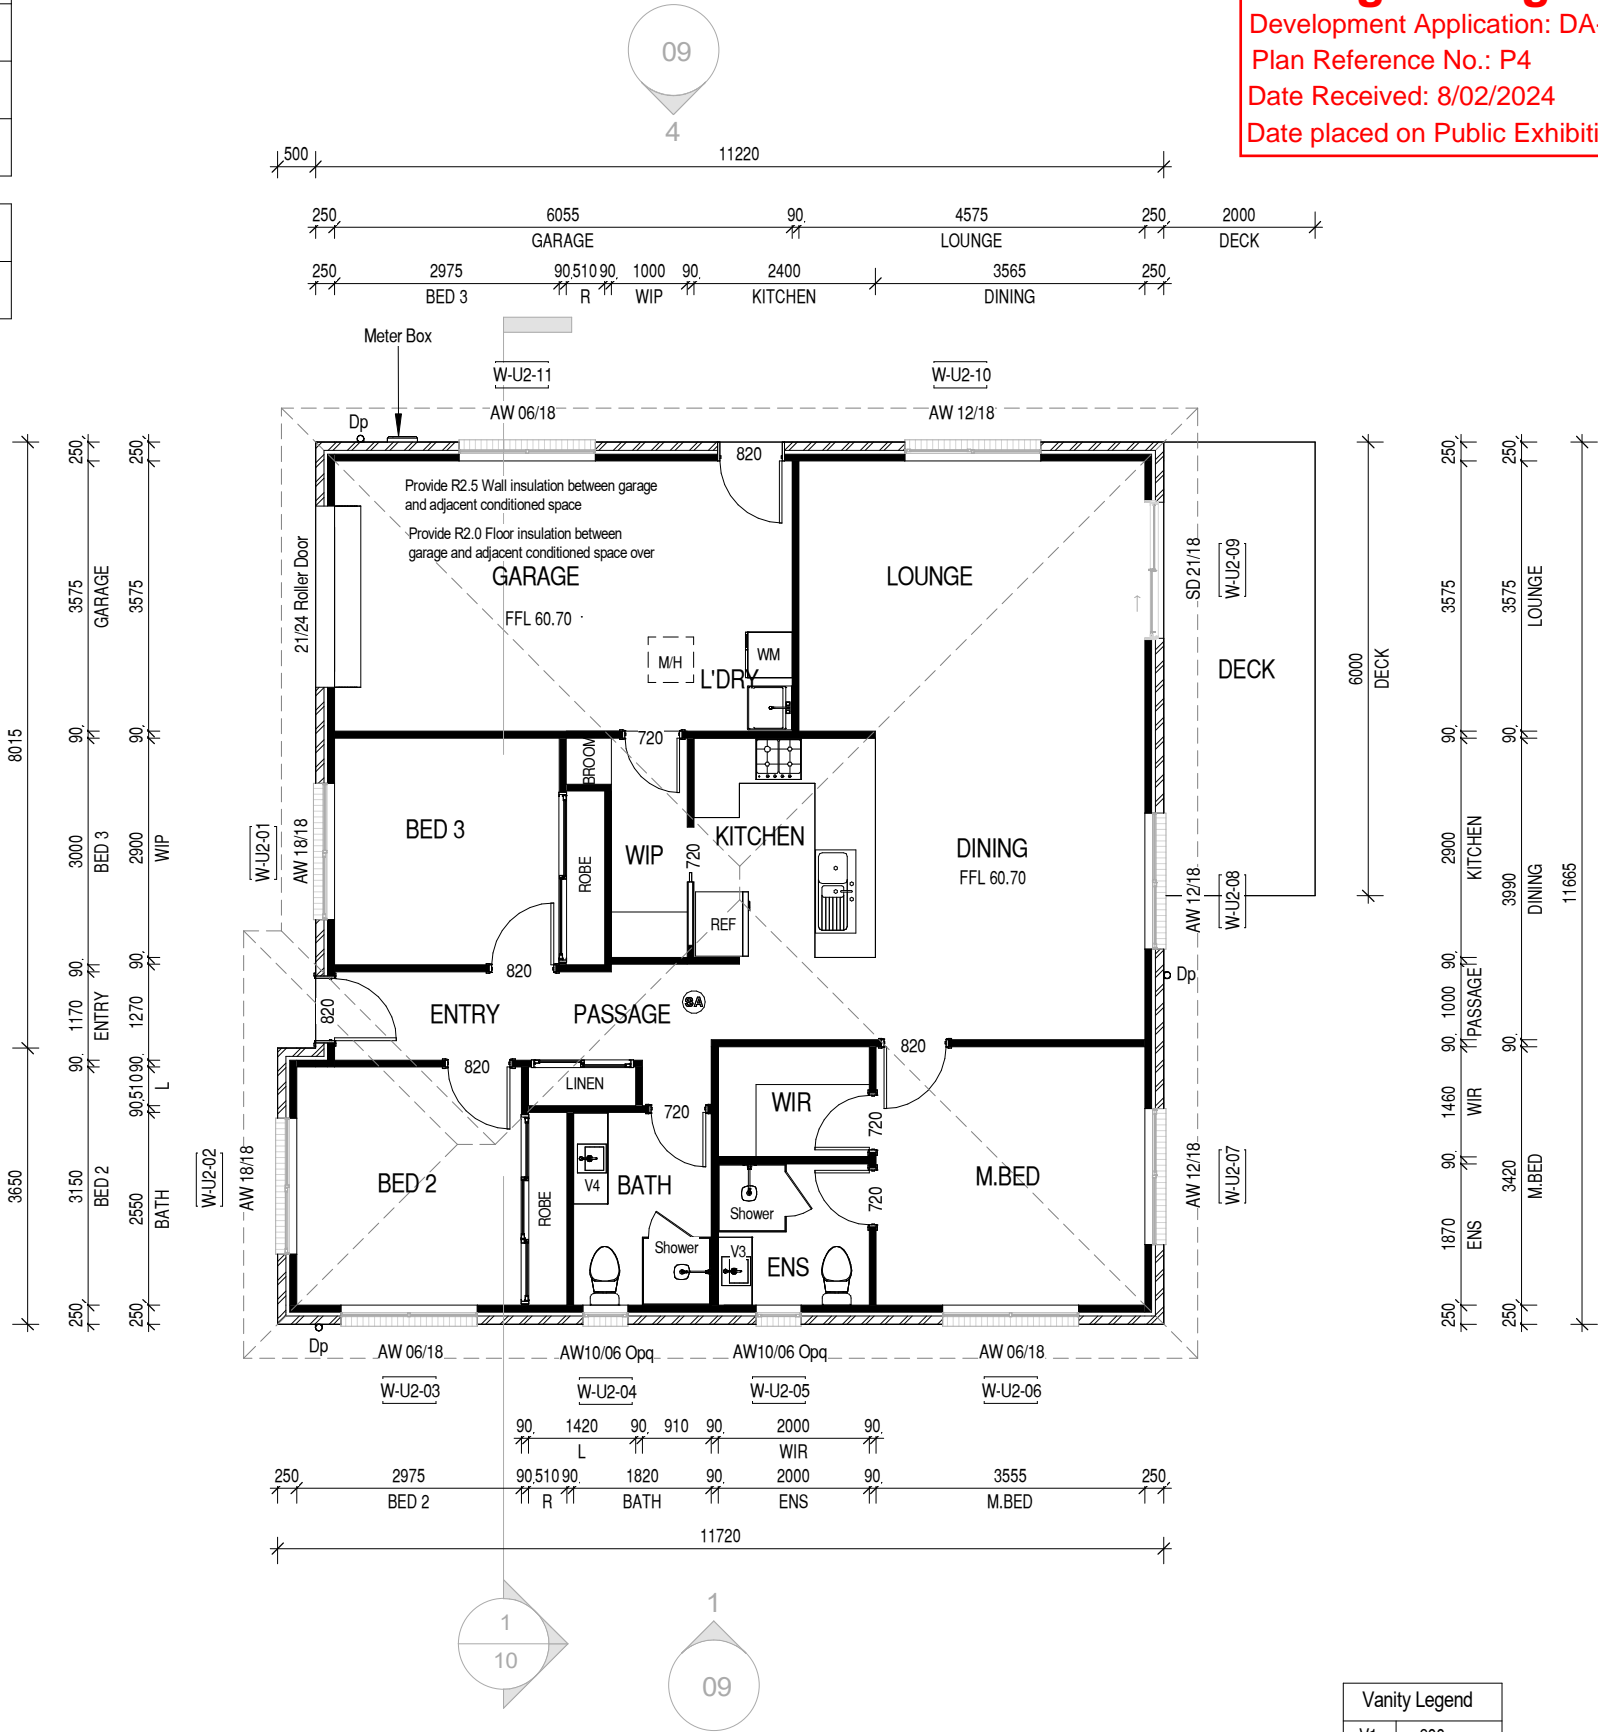 Development Application: DA-
Plan Reference No.: P4
Date Received: 8/02/2024
Date placed on Public Exhibiti
09
4
500 11220
250 6055 90 4575 250 2000
GARAGE LOUNGE DECK
250 2975 90 510 90 1000 90 2400 3565 250
BED 3 R WIP KITCHEN DINING
Meter Box
W-U2-11 W-U2-10
AW 06/18 AW 12/18
Dp
820
Provide R2.5 Wall insulation between garage
and adjacent conditioned space
Provide R2.0 Floor insulation between
garage and adjacent conditioned space over
GARAGE
FFL 60.70
LOUNGE
21/24 Roller Door
SD 21/18
W-U2-09
M/H
WM
L'DRY
DECK
6000
DECK
8015
3650
250 3575 90 3000 90 1170 90 3150 250
GARAGE BED 3 ENTRY BED 2
250 3575 90 2900 90 1270 90 510 90 2550 250
WIP L BATH
720
BROOM
BED 3
ROBE
WIP
720
KITCHEN
REF
DINING
FFL 60.70
W-U2-01
AW 18/18
AW 12/18
W-U2-08
Dp
820
820
ENTRY
PASSAGE
SA
820
820
LINEN
720
WIR
720
W-U2-02
AW 18/18
BED 2
ROBE
V4
BATH
Shower
Shower
720
V3
ENS
M.BED
AW 12/18
W-U2-07
250 3575 90 2900 90 1000 90 1460 90 1870 250
KITCHEN PASSAGE WIR ENS
250 3575 90 3990 90 3420 250
LOUNGE DINING M.BED
11665
Dp
AW 06/18 AW10/06 Opq AW10/06 Opq AW 06/18
W-U2-03 W-U2-04 W-U2-05 W-U2-06
90 1420 90 910 90 2000 90
L WIR
250 2975 90 510 90 1820 90 2000 90 3555 250
BED 2 R BATH ENS M.BED
11720
1
10
1
09
Vanity Legend